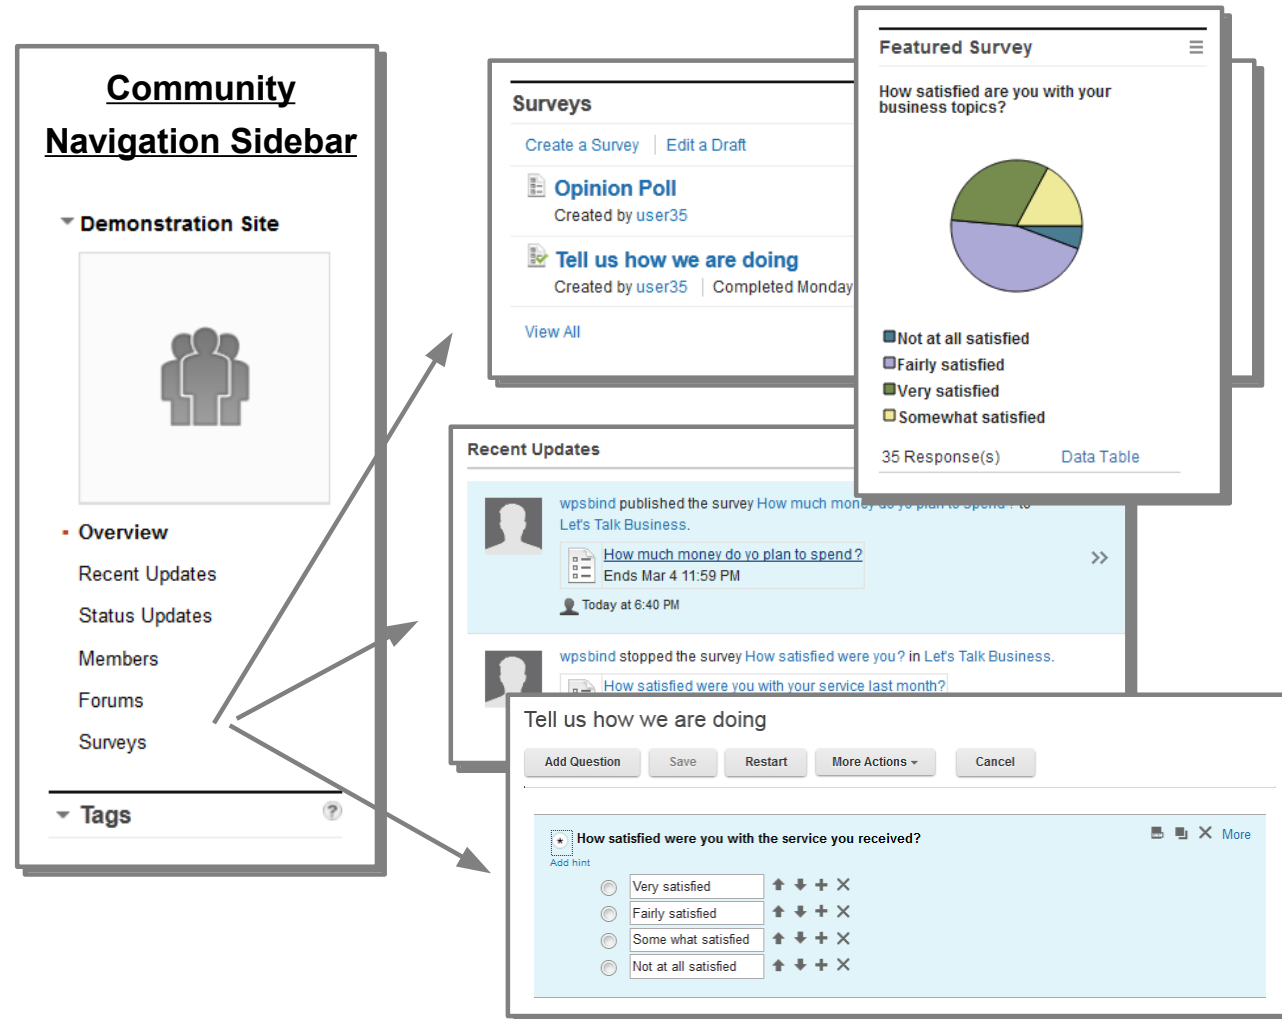 Community
Navigation Sidebar
Demonstration Site
Overview
Recent Updates
Status Updates
Members
Forums
Surveys
Tags
?
Surveys
Create a Survey | Edit a Draft
Opinion Poll
Created by user35
Tell us how we are doing
Created by user35 | Completed Monday
View All
Featured Survey
How satisfied are you with your
business topics?
Not at all satisfied
Fairly satisfied
Very satisfied
Somewhat satisfied
35 Response(s) Data Table
Recent Updates
wpsbind published the survey How much money do yo plan to spend? to
Let's Talk Business.
How much money do yo plan to spend?
Ends Mar 4 11:59 PM
Today at 6:40 PM
wpsbind stopped the survey How satisfied were you? in Let's Talk Business.
How satisfied were you with your service last month?
Tell us how we are doing
Add Question Save Restart More Actions Cancel
* How satisfied were you with the service you received? More
Add hint
Very satisfied
Fairly satisfied
Some what satisfied
Not at all satisfied